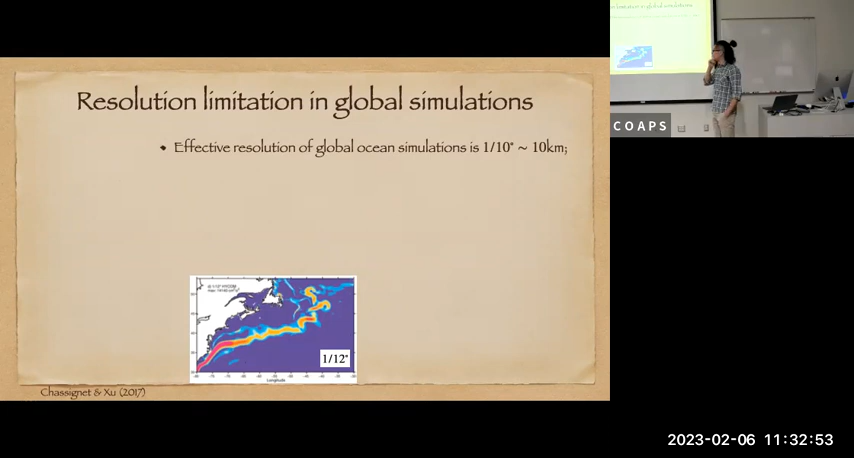 Resolution limitation in global simulations
• Effective resolution of global ocean simulations is 1/10° ~ 10km;
1/12°
Longitude
Chassignet & Xu (2017)
COAPS
2023-02-06 11:32:53